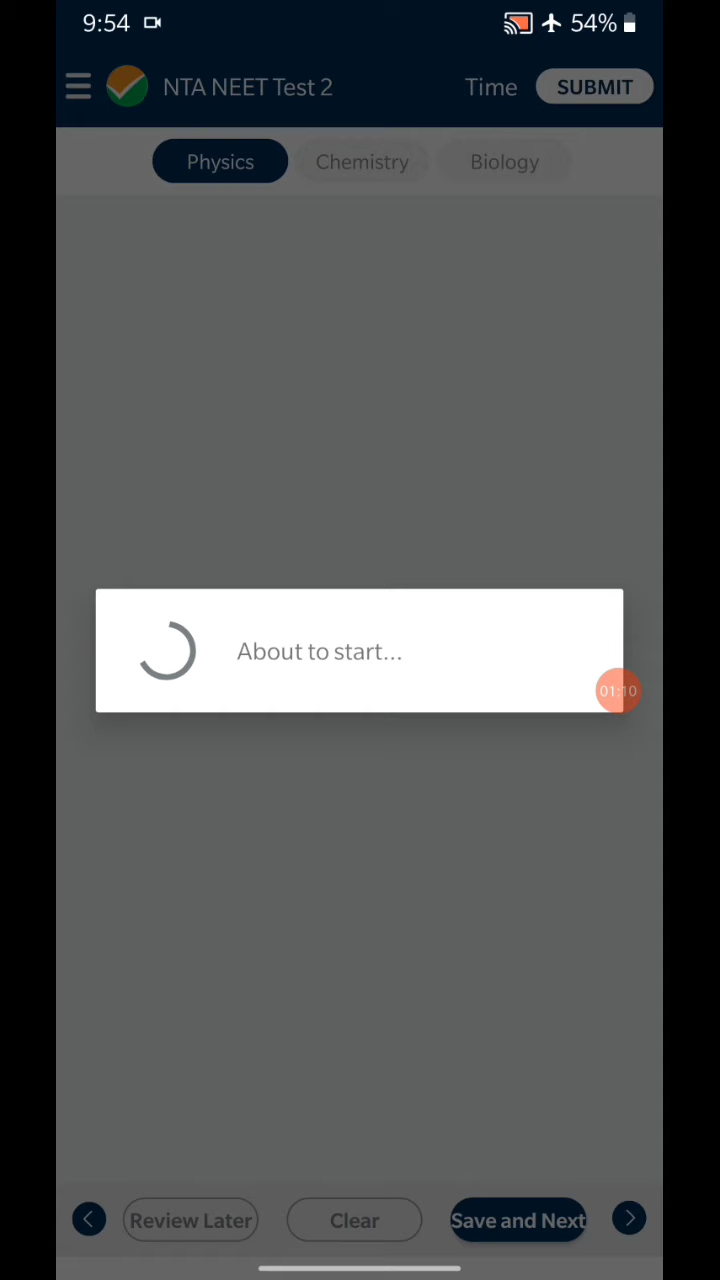 9:54 54%
NTA NEET Test 2 Time SUBMIT
Physics Chemistry Biology
About to start...
01:10
Review Later Clear Save and Next